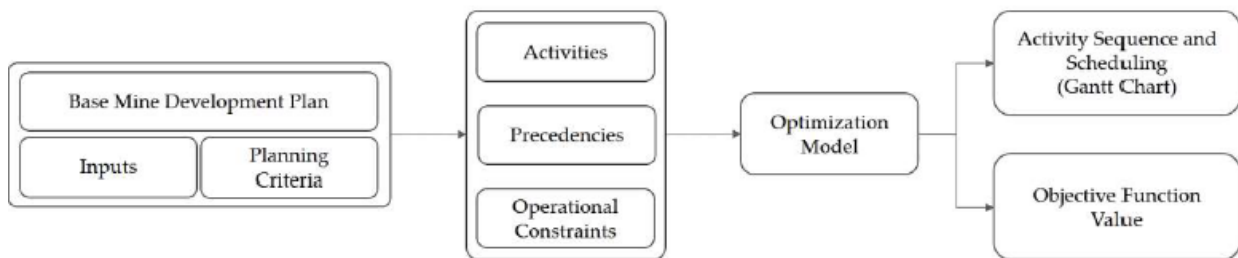 Base Mine Development Plan
Inputs
Planning
Criteria
Activities
Precedencies
Operational
Constraints
Optimization
Model
Activity Sequence and
Scheduling
(Gantt Chart)
Objective Function
Value